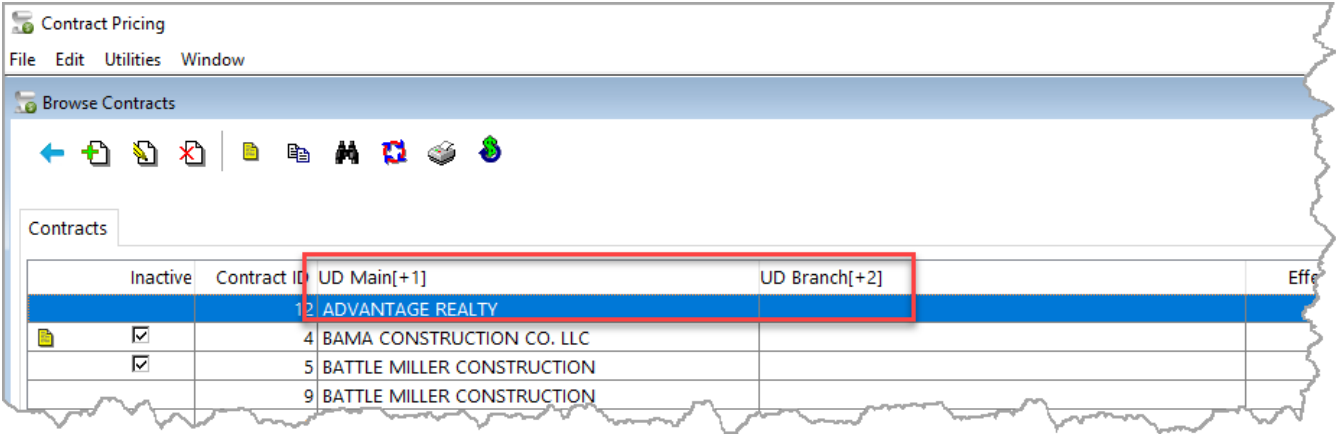 Contract Pricing
File Edit Utilities Window
Browse Contracts
Contracts
Inactive Contract ID UD Main[+1] UD Branch[+2] Effe
12 ADVANTAGE REALTY
4 BAMA CONSTRUCTION CO. LLC
5 BATTLE MILLER CONSTRUCTION
9 BATTLE MILLER CONSTRUCTION